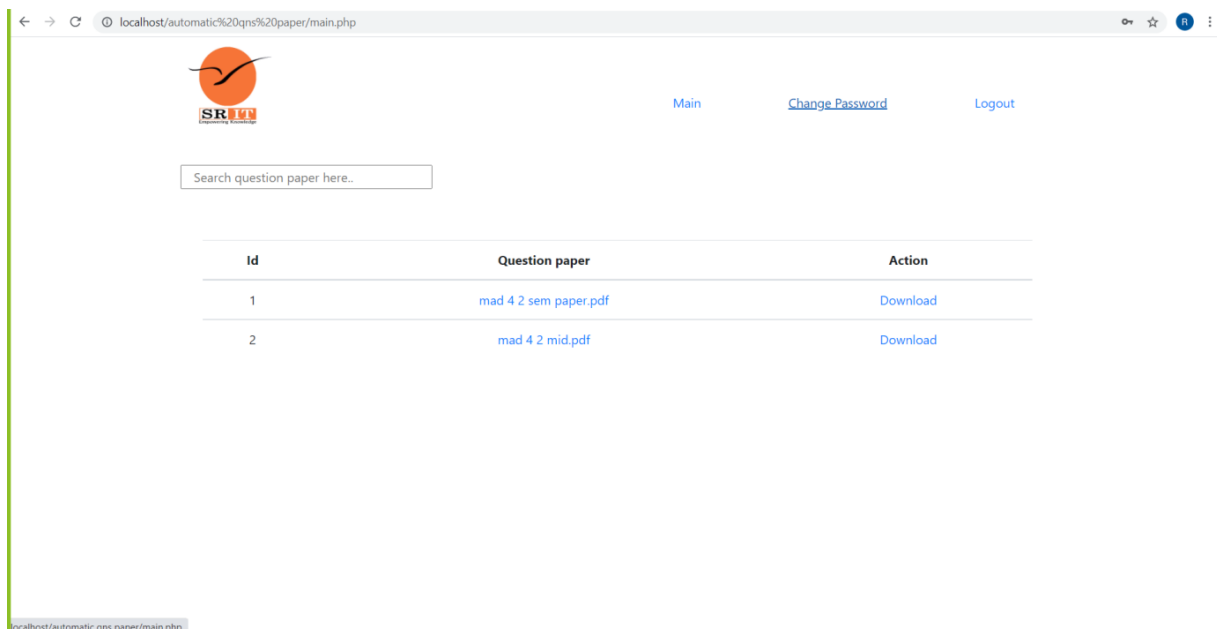 localhost/automatic%20qns%20paper/main.php
R
SRIT
Empowering Knowledge
Main Change Password Logout
Search question paper here..
Id Question paper Action
1 mad 4 2 sem paper.pdf Download
2 mad 4 2 mid.pdf Download
localhost/automatic qns paper/main.php